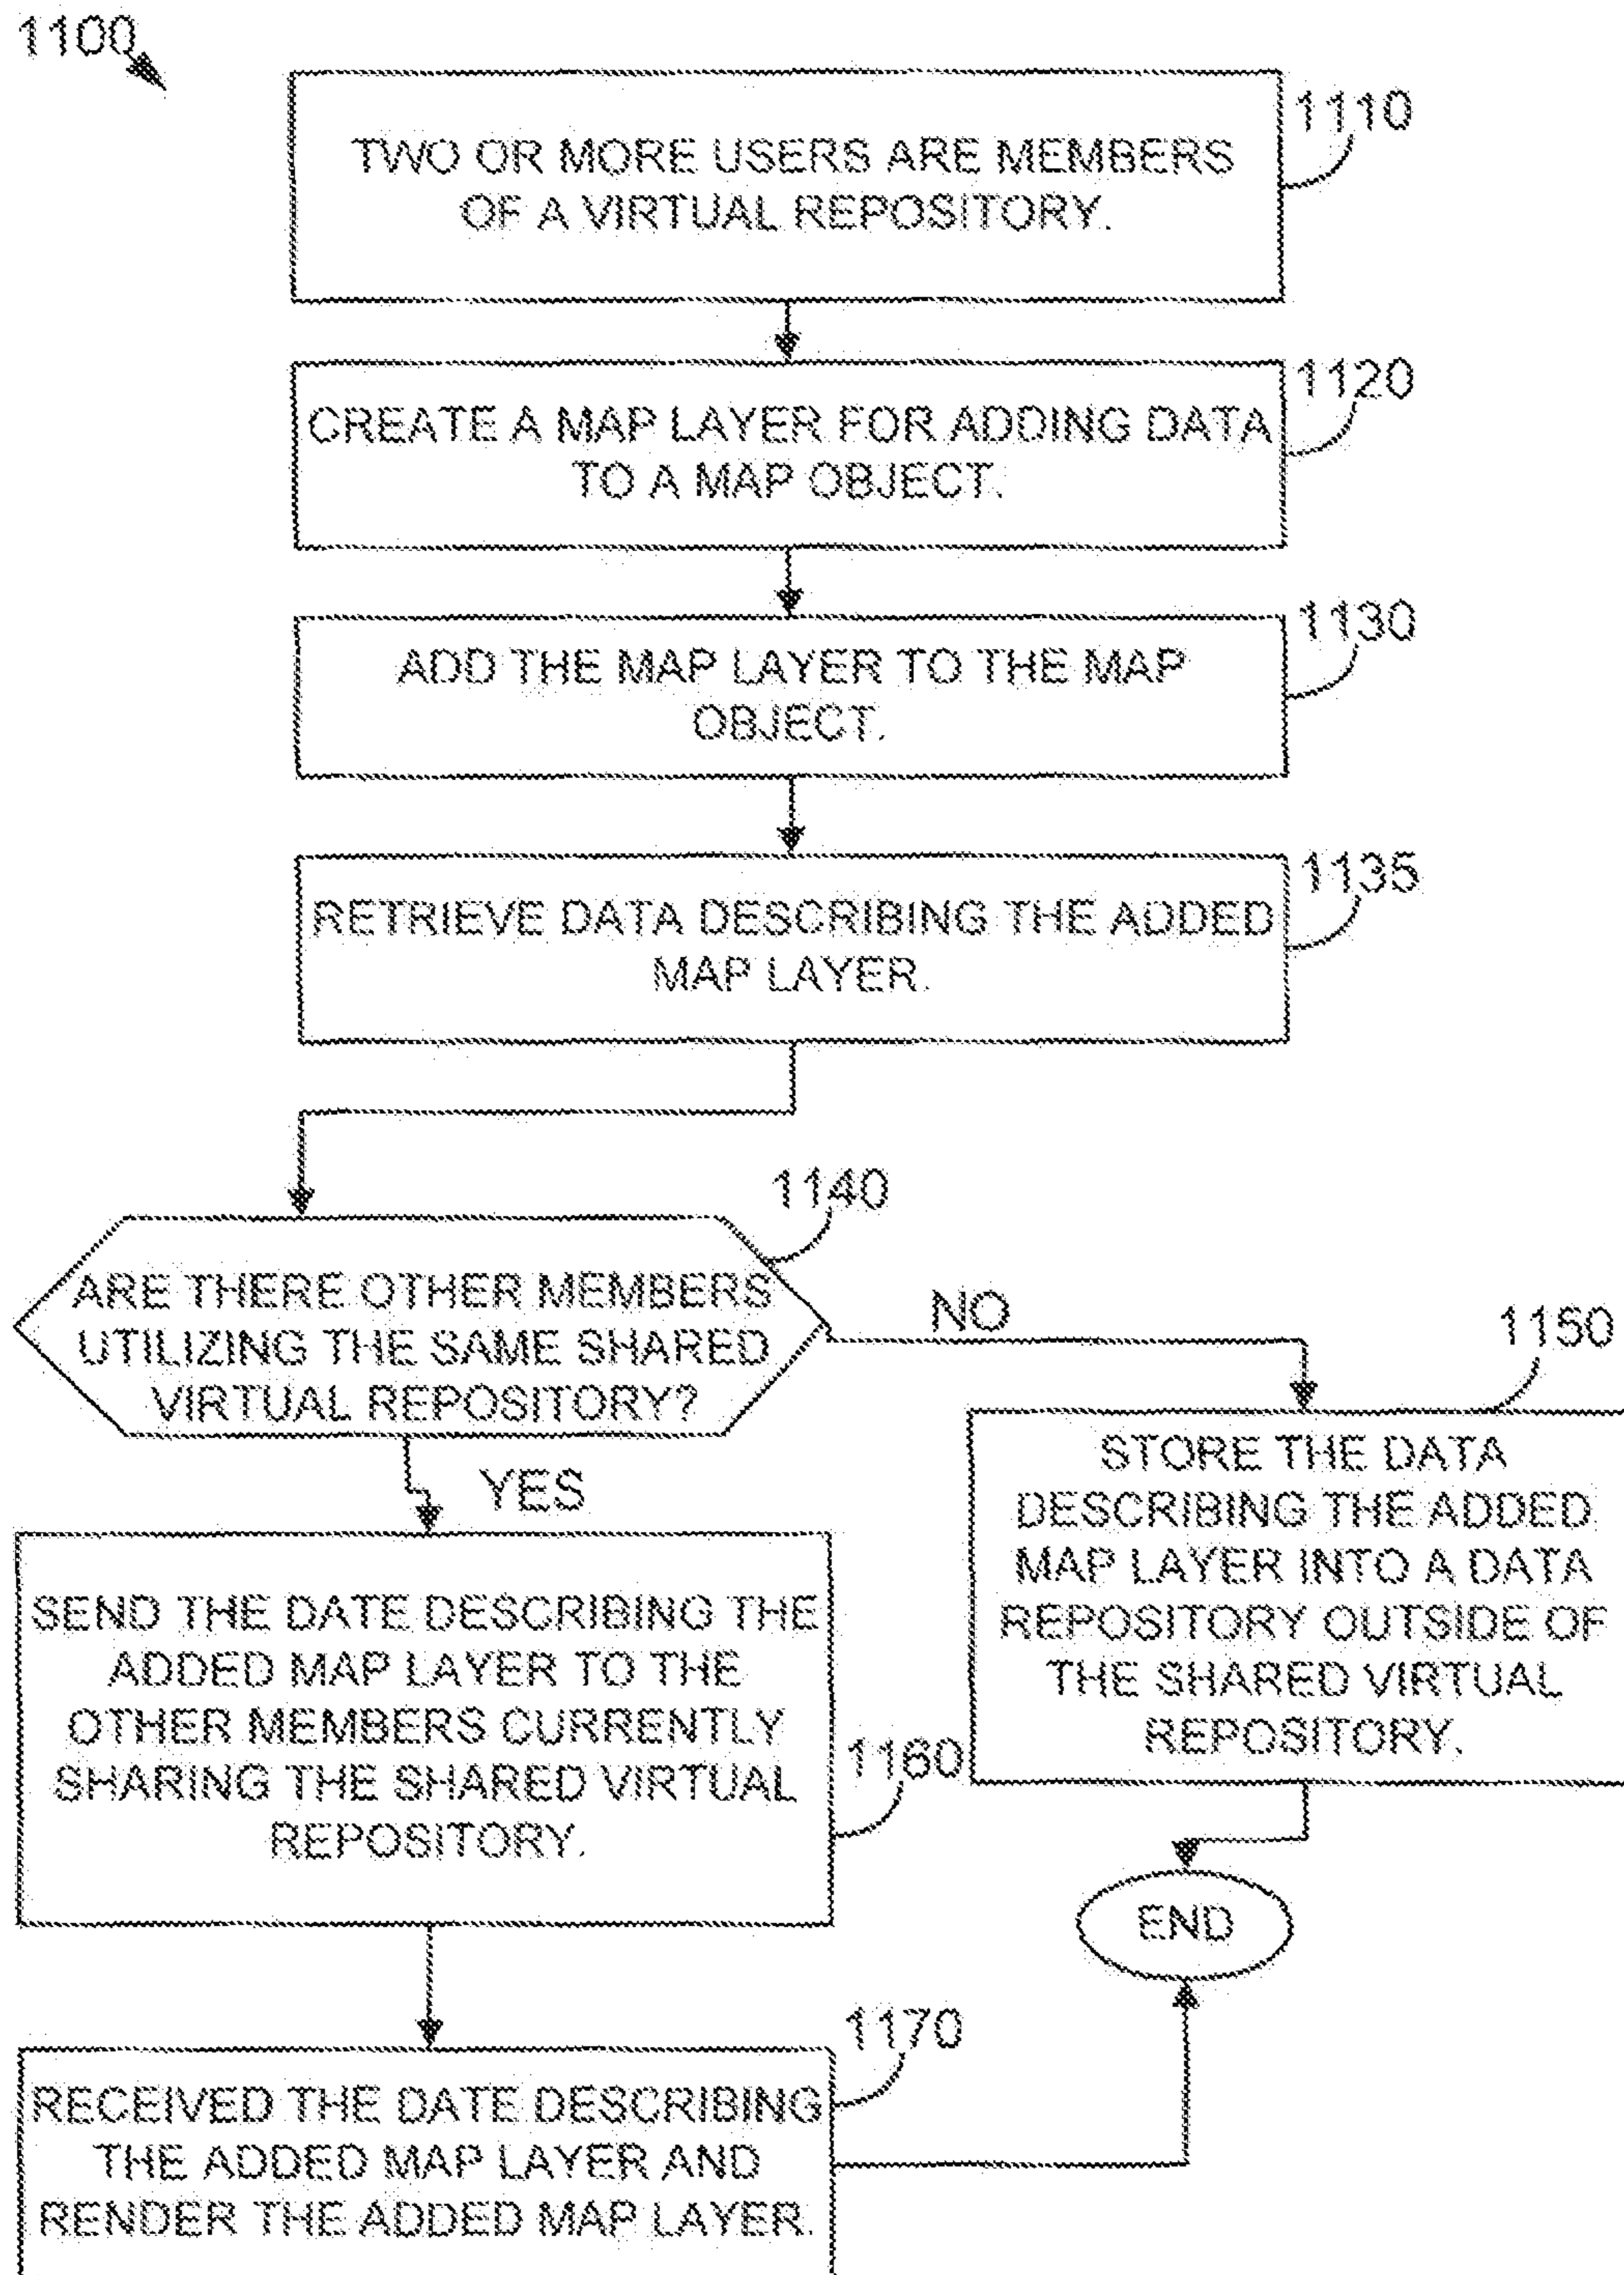 1100
1110
TWO OR MORE USERS ARE MEMBERS
OF A VIRTUAL REPOSITORY.
1120
CREATE A MAP LAYER FOR ADDING DATA
TO A MAP OBJECT.
1130
ADD THE MAP LAYER TO THE MAP
OBJECT.
1135
RETRIEVE DATA DESCRIBING THE ADDED
MAP LAYER.
1140
ARE THERE OTHER MEMBERS
UTILIZING THE SAME SHARED
VIRTUAL REPOSITORY?
NO
1150
STORE THE DATA
DESCRIBING THE ADDED
MAP LAYER INTO A DATA
REPOSITORY OUTSIDE OF
THE SHARED VIRTUAL
REPOSITORY.
YES
SEND THE DATE DESCRIBING THE
ADDED MAP LAYER TO THE
OTHER MEMBERS CURRENTLY
SHARING THE SHARED VIRTUAL
REPOSITORY.
1160
END
1170
RECEIVED THE DATE DESCRIBING
THE ADDED MAP LAYER AND
RENDER THE ADDED MAP LAYER.